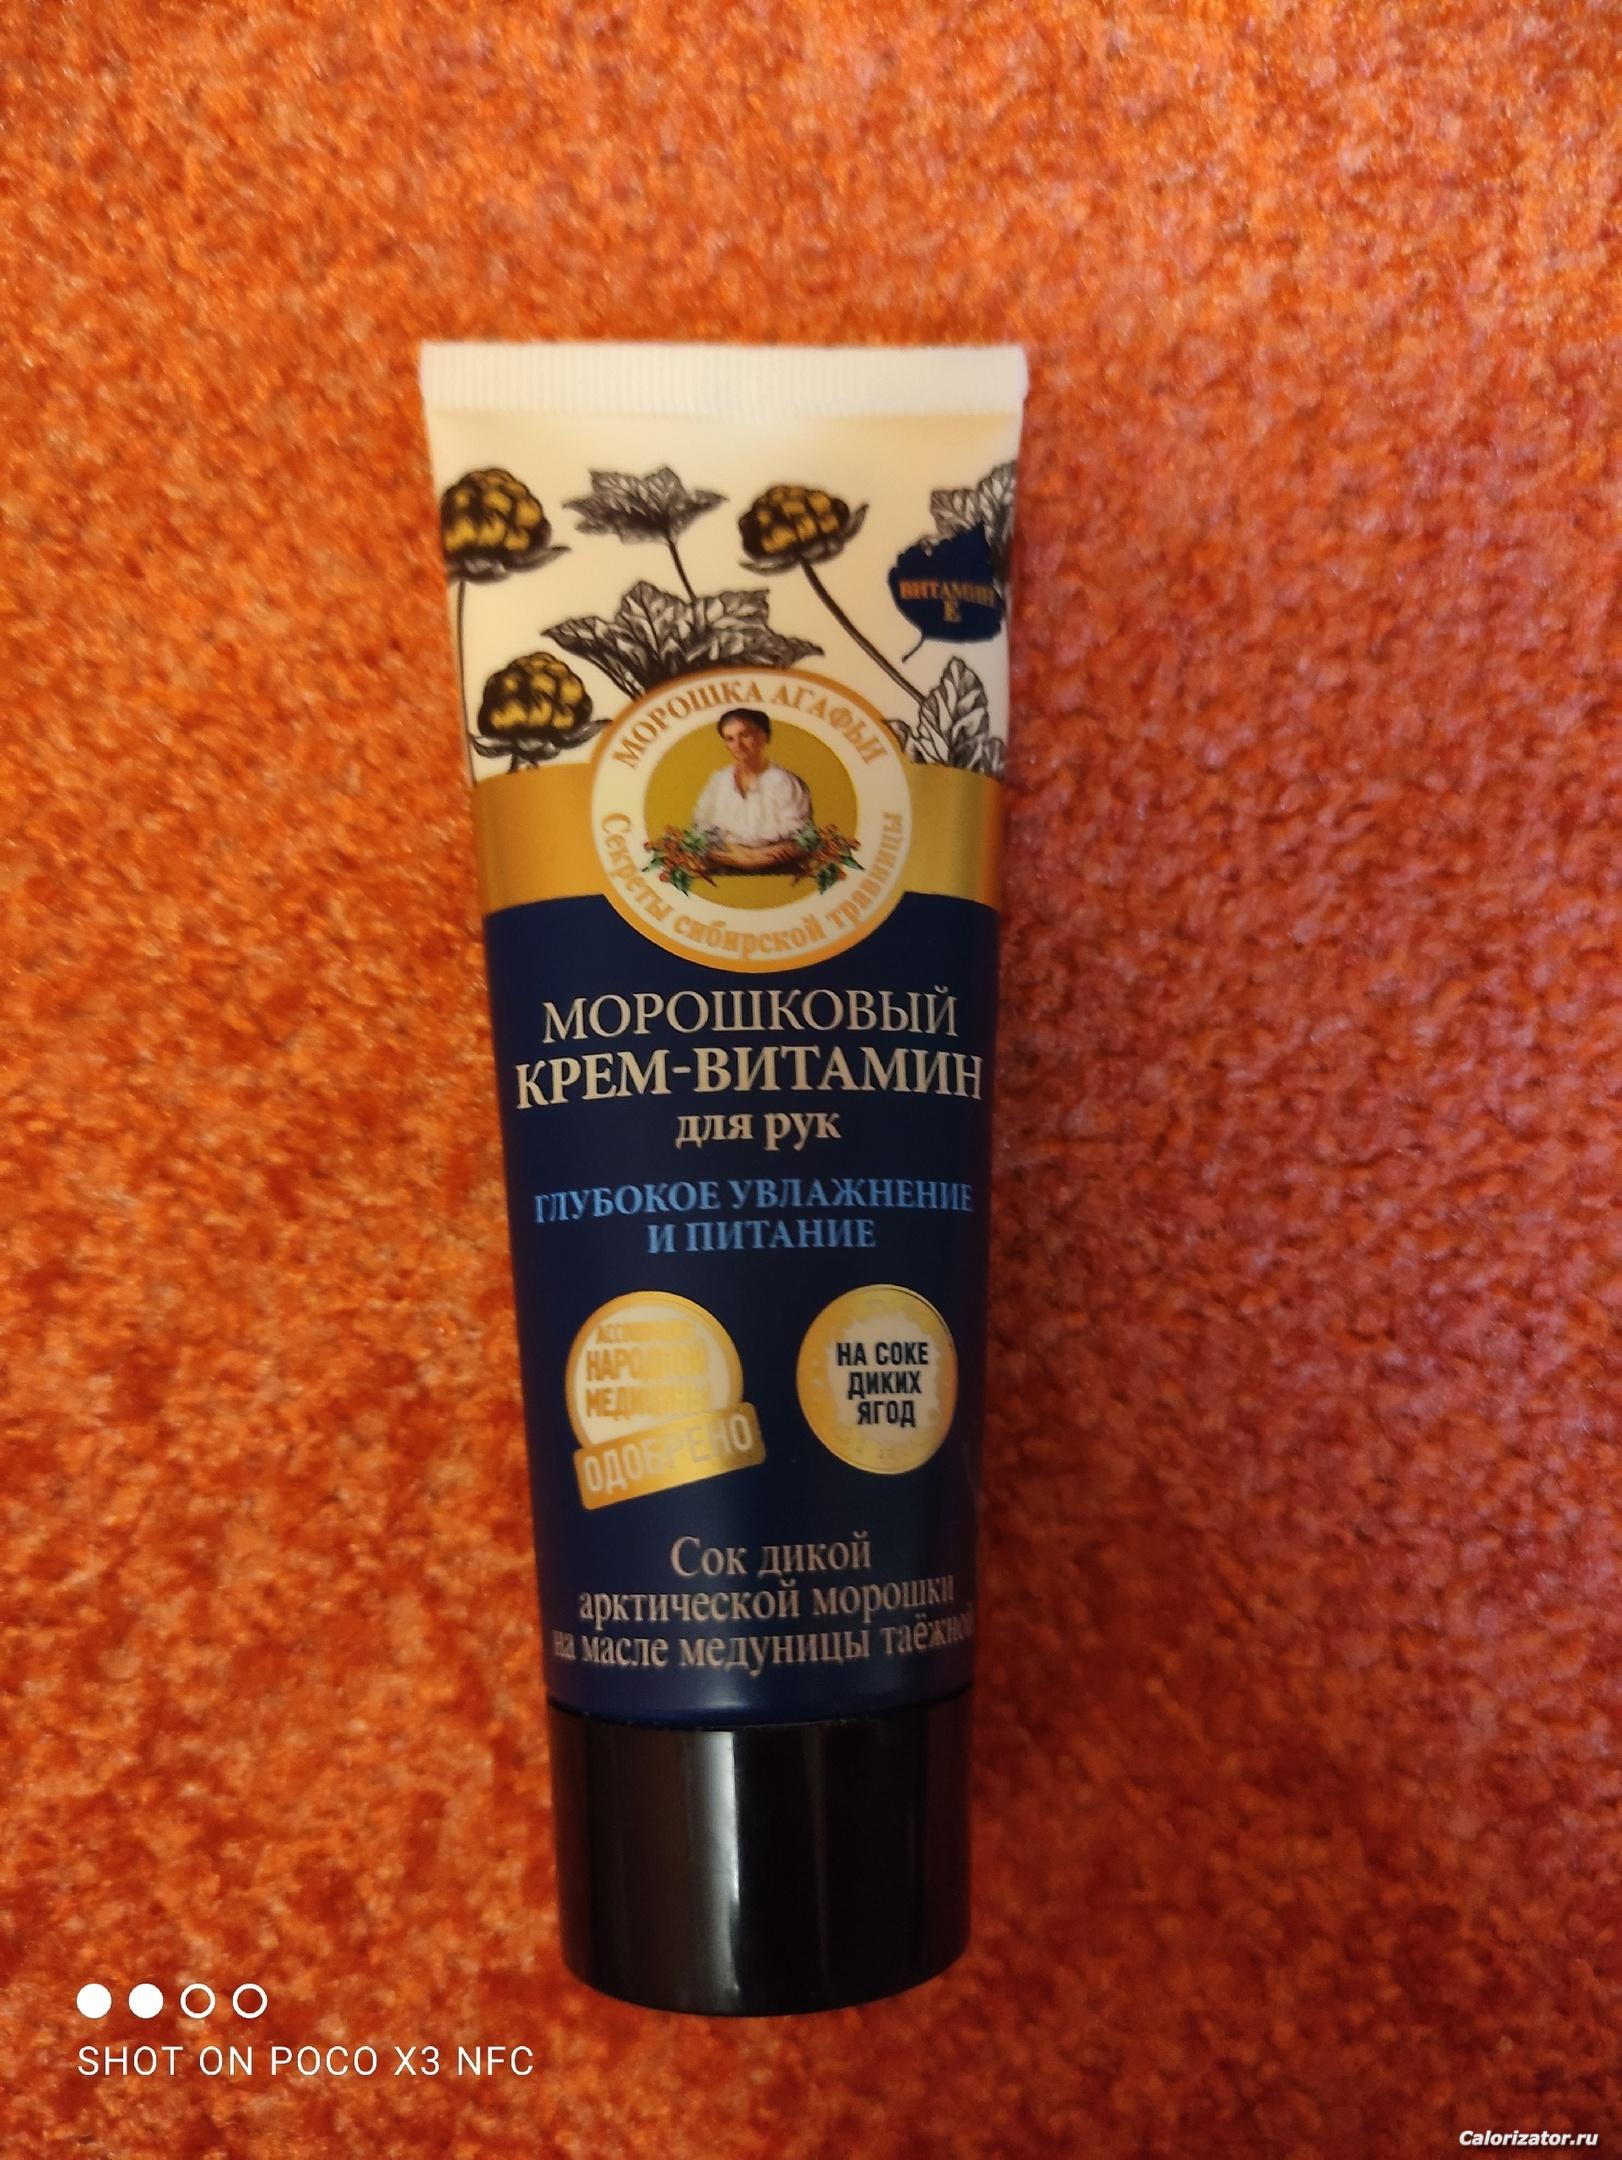 ВИТАМИН
Е
МОРОШКА АГАФЬИ
Секреты сибирской травницы
МОРОШКОВЫЙ
КРЕМ-ВИТАМИН
для рук
ГЛУБОКОЕ УВЛАЖНЕНИЕ
И ПИТАНИЕ
НАРОДНОЙ
МЕДИЦИНЫ
ОДОБРЕНО
НА СОКЕ
ДИКИХ
ЯГОД
Сок дикой
арктической морошки
на масле медуницы таёжной
SHOT ON POCO X3 NFC
Calorizator.ru